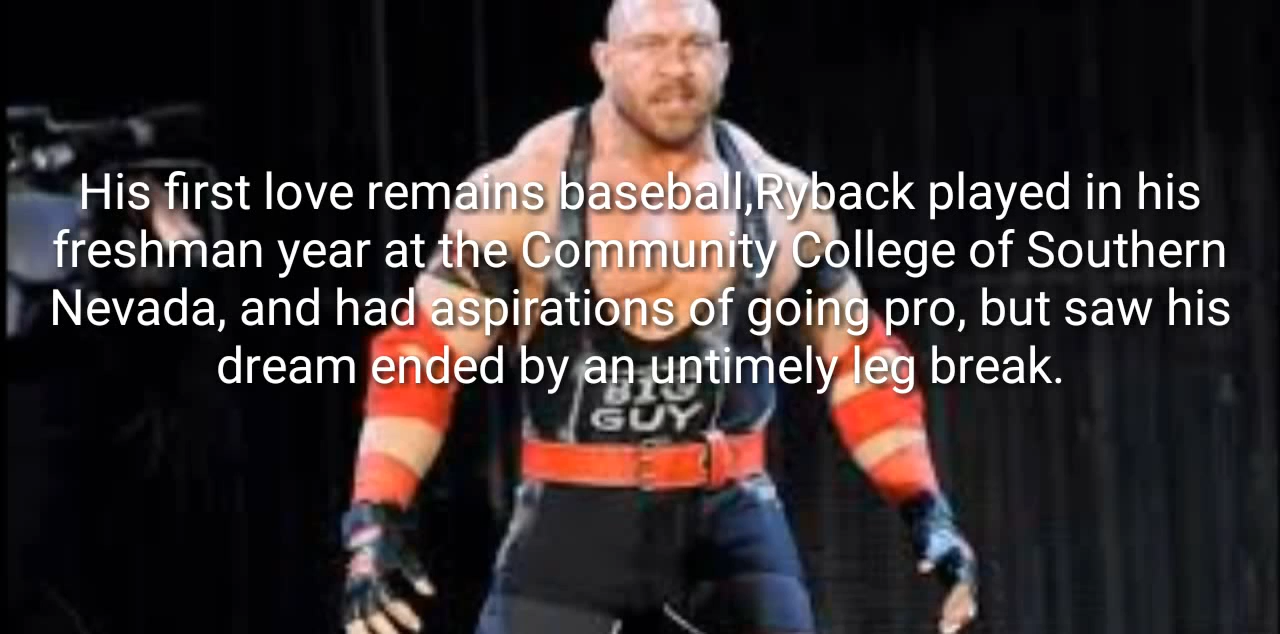 His first love remains baseball,Ryback played in his
freshman year at the Community College of Southern
Nevada, and had aspirations of going pro, but saw his
dream ended by an untimely leg break.
BIG
GUY